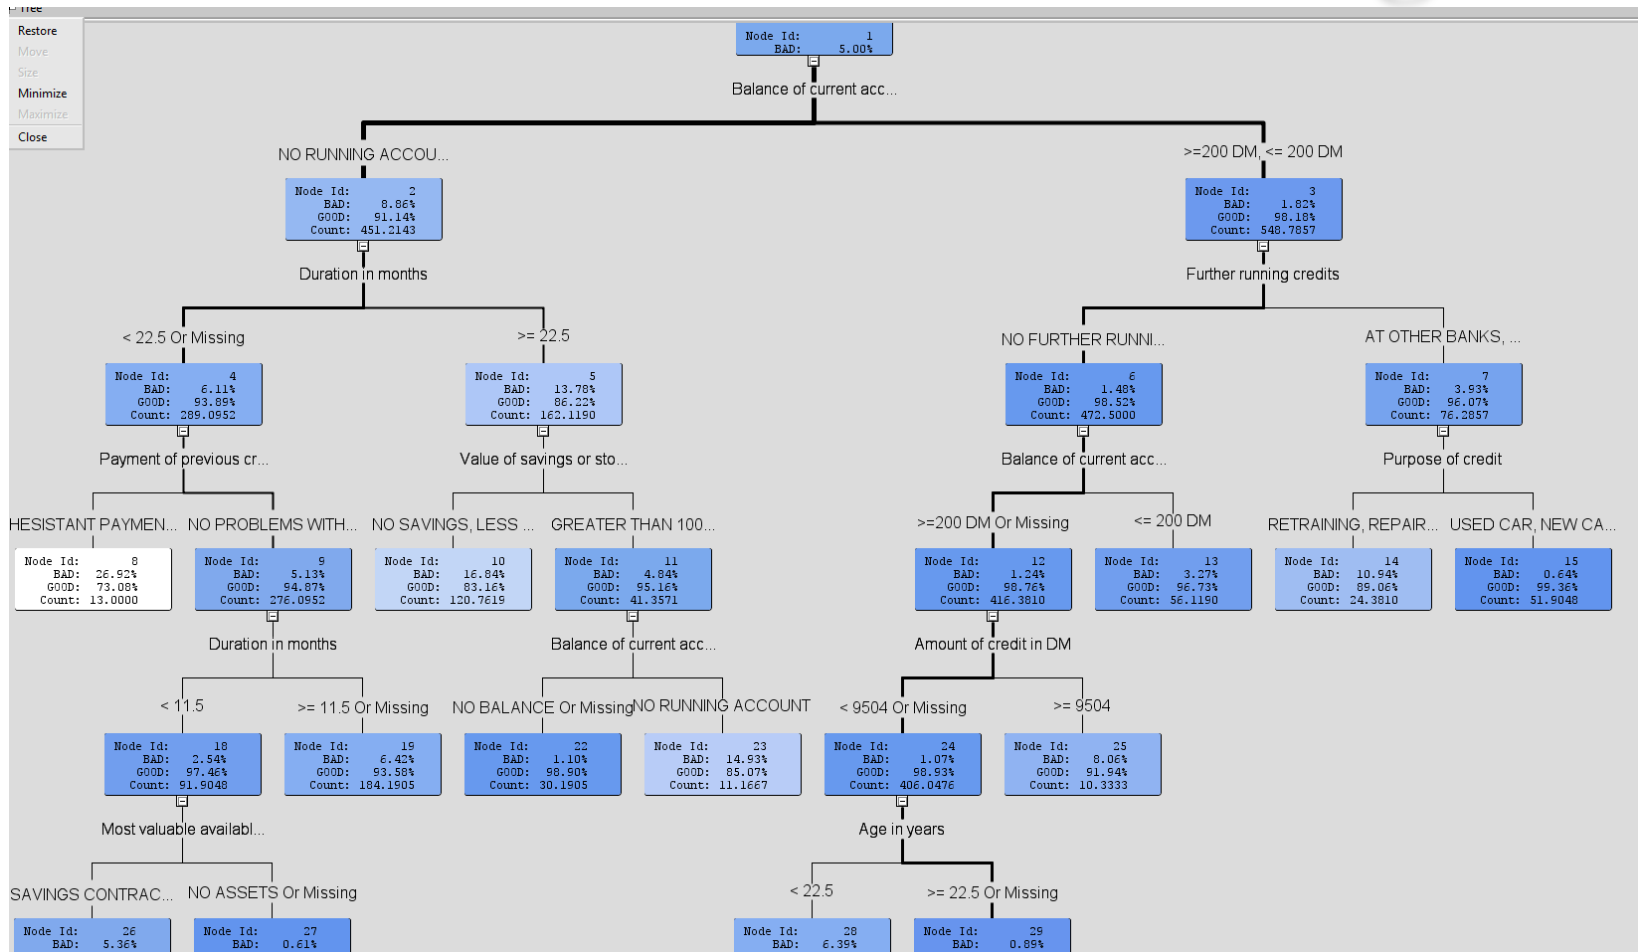 Tree
Restore
Move
Size
Minimize
Maximize
Close
Node Id: 1
BAD: 5.00%
Balance of current acc...
NO RUNNING ACCOU...
>=200 DM, <= 200 DM
Node Id: 2
BAD: 8.86%
GOOD: 91.14%
Count: 451.2143
Node Id: 3
BAD: 1.82%
GOOD: 98.18%
Count: 548.7857
Duration in months
Further running credits
< 22.5 Or Missing
>= 22.5
NO FURTHER RUNNI...
AT OTHER BANKS, ...
Node Id: 4
BAD: 6.11%
GOOD: 93.89%
Count: 289.0952
Node Id: 5
BAD: 13.78%
GOOD: 86.22%
Count: 162.1190
Node Id: 6
BAD: 1.48%
GOOD: 98.52%
Count: 472.5000
Node Id: 7
BAD: 3.93%
GOOD: 96.07%
Count: 76.2857
Payment of previous cr...
Value of savings or sto...
Balance of current acc...
Purpose of credit
HESISTANT PAYMEN...
NO PROBLEMS WITH...
NO SAVINGS, LESS ...
GREATER THAN 100...
>=200 DM Or Missing
<= 200 DM
RETRAINING, REPAIR...
USED CAR, NEW CA...
Node Id: 8
BAD: 26.92%
GOOD: 73.08%
Count: 13.0000
Node Id: 9
BAD: 5.13%
GOOD: 94.87%
Count: 276.0952
Node Id: 10
BAD: 16.84%
GOOD: 83.16%
Count: 120.7619
Node Id: 11
BAD: 4.84%
GOOD: 95.16%
Count: 41.3571
Node Id: 12
BAD: 1.24%
GOOD: 98.76%
Count: 416.3810
Node Id: 13
BAD: 3.27%
GOOD: 96.73%
Count: 56.1190
Node Id: 14
BAD: 10.94%
GOOD: 89.06%
Count: 24.3810
Node Id: 15
BAD: 0.64%
GOOD: 99.36%
Count: 51.9048
Duration in months
Balance of current acc...
Amount of credit in DM
< 11.5
>= 11.5 Or Missing
NO BALANCE Or Missing
NO RUNNING ACCOUNT
< 9504 Or Missing
>= 9504
Node Id: 18
BAD: 2.54%
GOOD: 97.46%
Count: 91.9048
Node Id: 19
BAD: 6.42%
GOOD: 93.58%
Count: 184.1905
Node Id: 22
BAD: 1.10%
GOOD: 98.90%
Count: 30.1905
Node Id: 23
BAD: 14.93%
GOOD: 85.07%
Count: 11.1667
Node Id: 24
BAD: 1.07%
GOOD: 98.93%
Count: 406.0476
Node Id: 25
BAD: 8.06%
GOOD: 91.94%
Count: 10.3333
Most valuable availabl...
Age in years
SAVINGS CONTRAC...
NO ASSETS Or Missing
< 22.5
>= 22.5 Or Missing
Node Id: 26
BAD: 5.36%
Node Id: 27
BAD: 0.61%
Node Id: 28
BAD: 6.39%
Node Id: 29
BAD: 0.89%